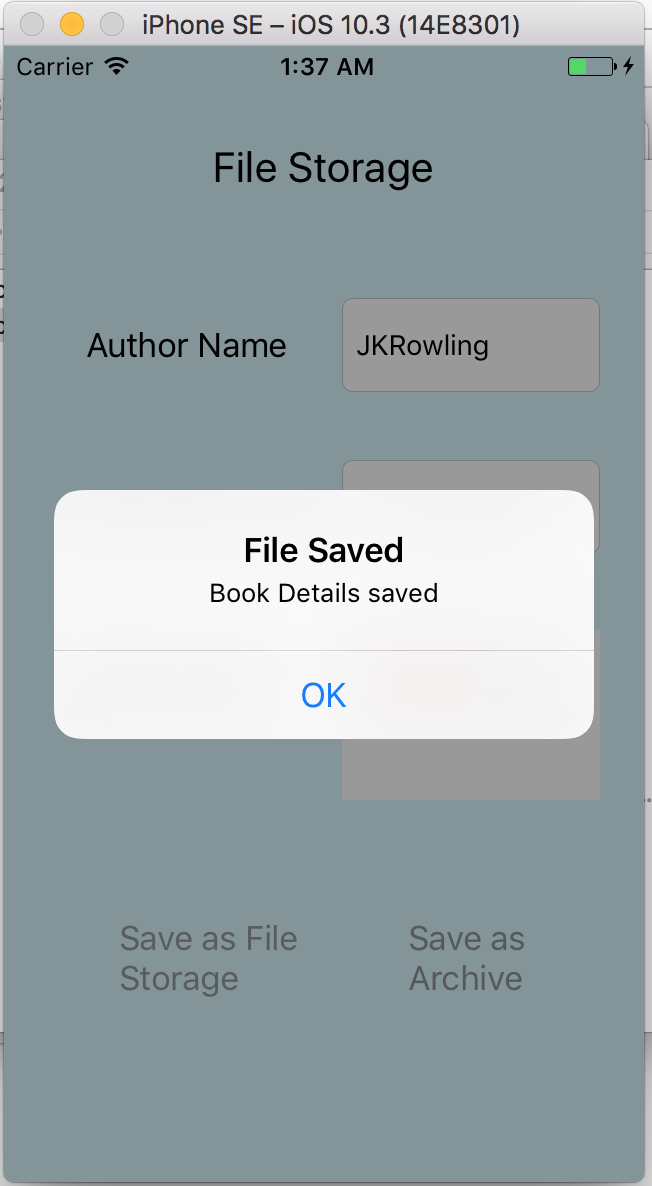 iPhone SE – iOS 10.3 (14E8301)
Carrier 1:37 AM
File Storage
Author Name JKRowling
File Saved
Book Details saved
OK
Save as File Storage
Save as Archive